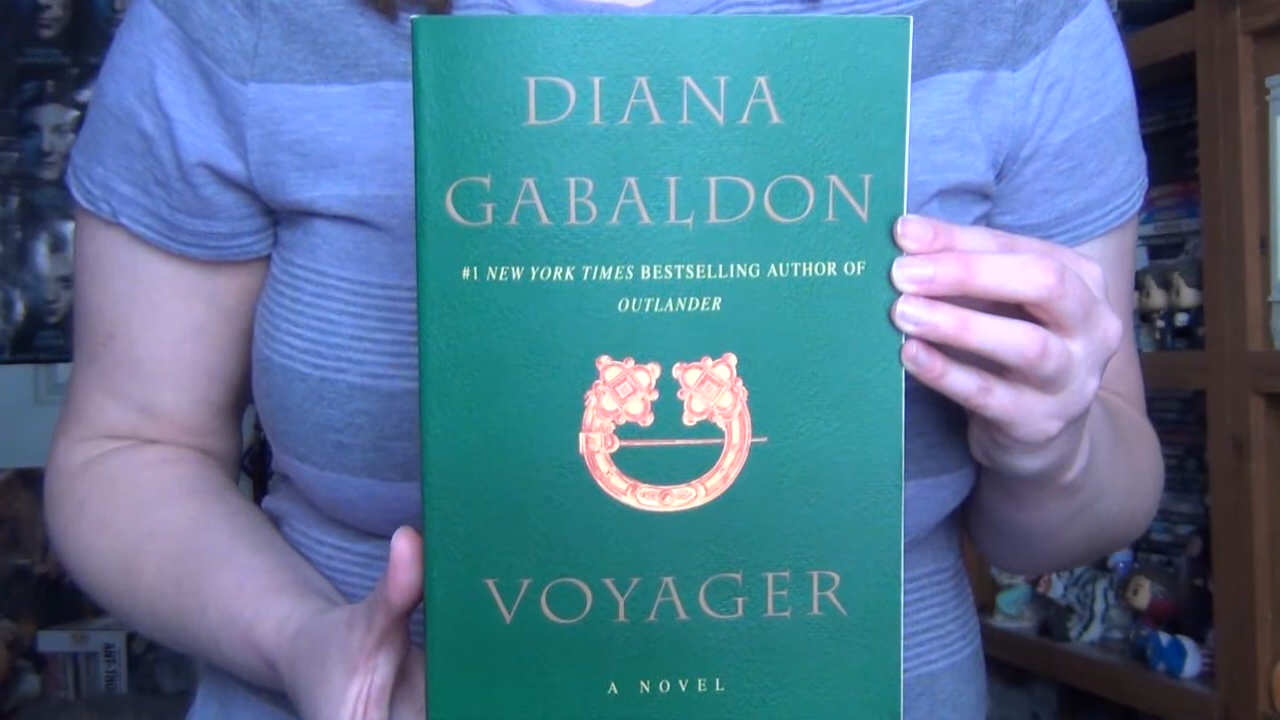 DIANA
GABALDON
#1 NEW YORK TIMES BESTSELLING AUTHOR OF
OUTLANDER
VOYAGER
A NOVEL